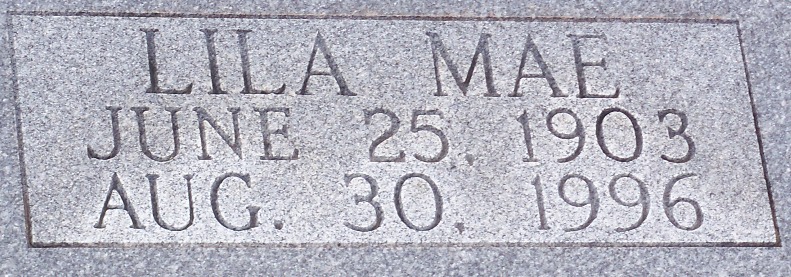 LILA MAE
JUNE 25, 1903
AUG. 30, 1996